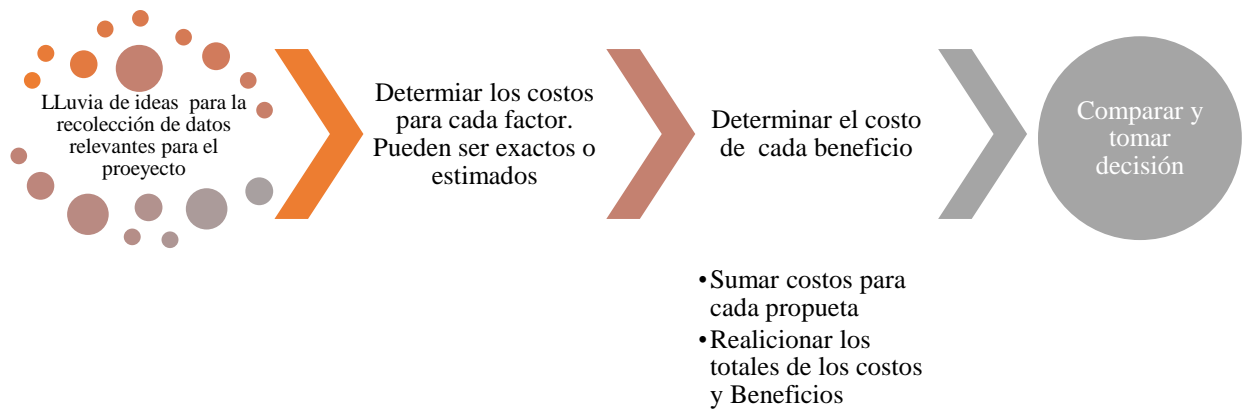 LLuvia de ideas para la
recolección de datos
relevantes para el
proeyecto
Determiar los costos
para cada factor.
Pueden ser exactos o
estimados
Determinar el costo
de cada beneficio
•Sumar costos para
cada propueta
•Realicionar los
totales de los costos
y Beneficios
Comparar y
tomar
decisión